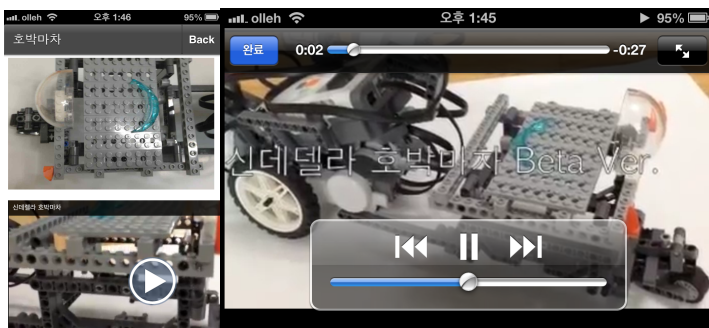 olleh 오후 1:46 95%
호박마차 Back
신데렐라 호박마차
olleh 오후 1:45 95%
완료 0:02 -0:27
신데델라 호박마차 Beta Ver.